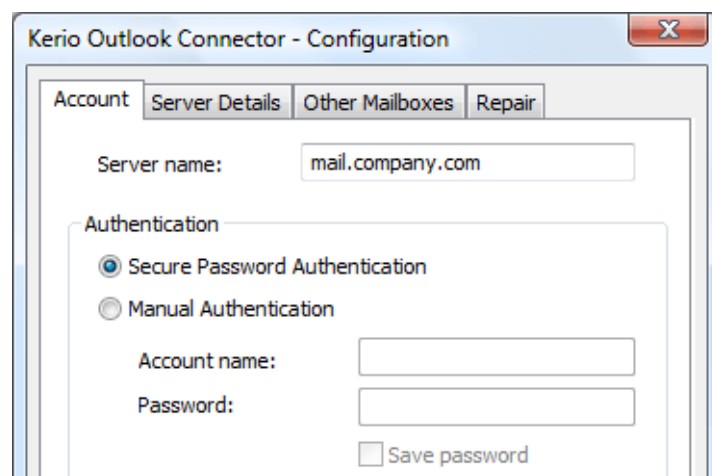 Kerio Outlook Connector - Configuration
Account Server Details Other Mailboxes Repair
Server name: mail.company.com
Authentication
Secure Password Authentication
Manual Authentication
Account name:
Password:
Save password